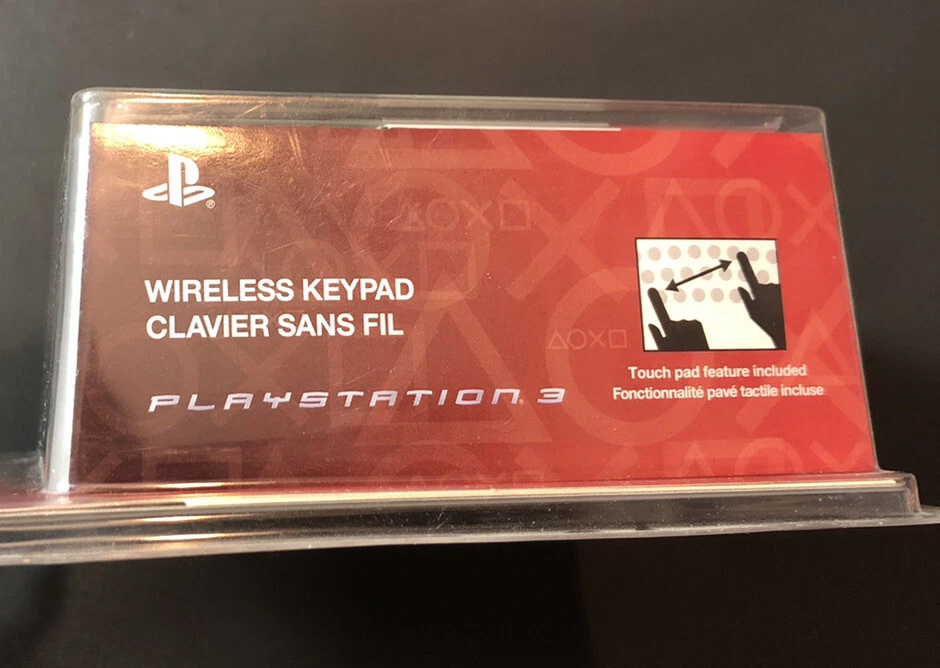 WIRELESS KEYPAD
CLAVIER SANS FIL
PLAYSTATION® 3
Touch pad feature included
Fonctionnalité pavé tactile incluse